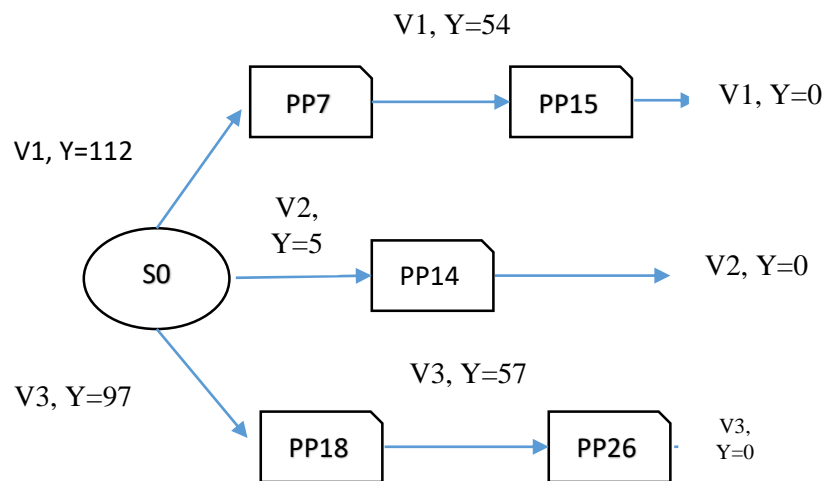 V1, Y=54
PP7
PP15
V1, Y=0
V1, Y=112
V2,
Y=5
S0
PP14
V2, Y=0
V3, Y=97
V3, Y=57
PP18
PP26
V3,
Y=0